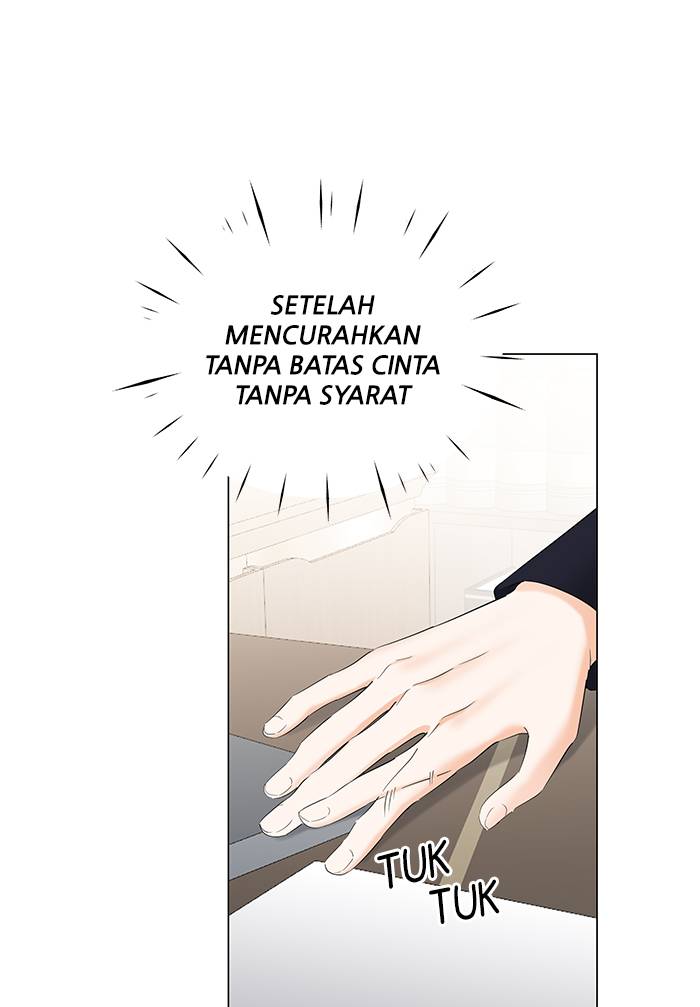 SETELAH
MENCURAHKAN
TANPA BATAS CINTA
TANPA SYARAT
TUK
TUK